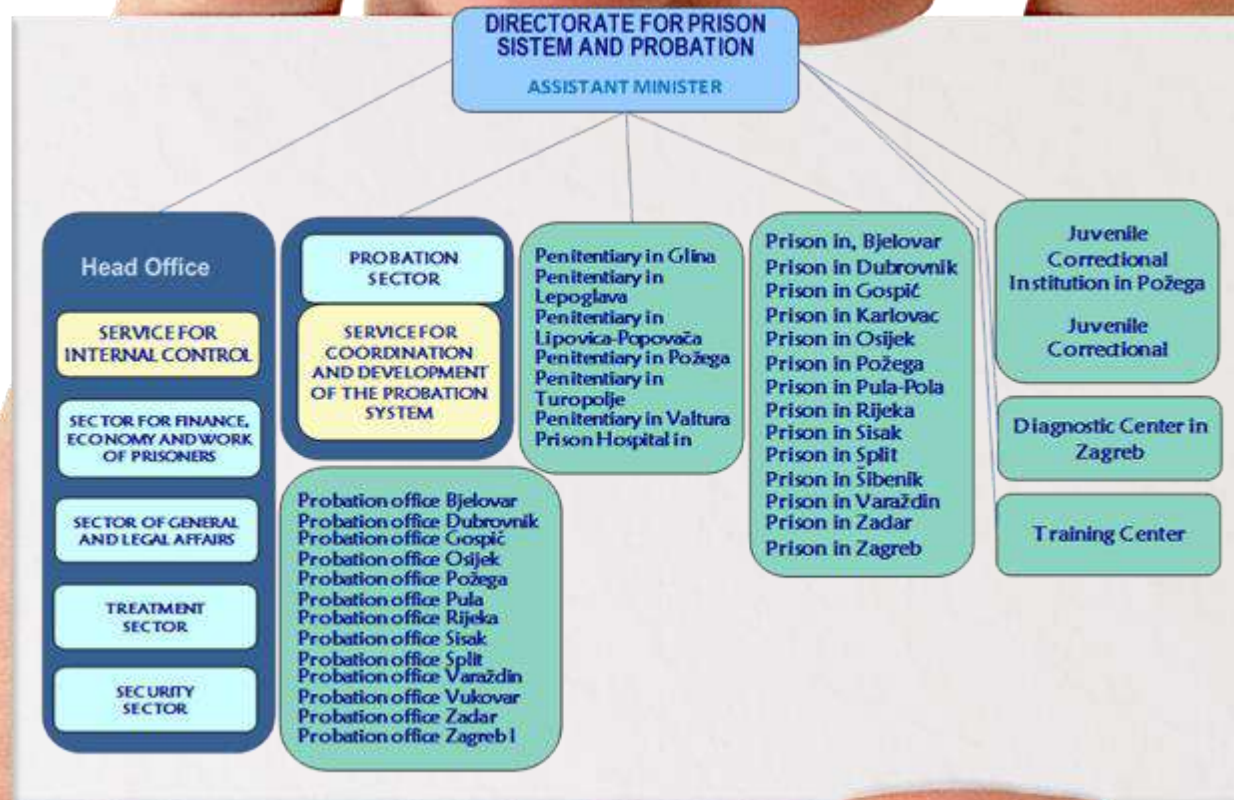 DIRECTORATE FOR PRISON
SISTEM AND PROBATION
ASSISTANT MINISTER
Head Office
SERVICE FOR
INTERNAL CONTROL
SECTOR FOR FINANCE,
ECONOMY AND WORK
OF PRISONERS
SECTOR OF GENERAL
AND LEGAL AFFAIRS
TREATMENT
SECTOR
SECURITY
SECTOR
PROBATION
SECTOR
SERVICE FOR
COORDINATION
AND DEVELOPMENT
OF THE PROBATION
SYSTEM
Probation office Bjelovar
Probation office Dubrovnik
Probation office Gospić
Probation office Osijek
Probation office Požega
Probation office Pula
Probation office Rijeka
Probation office Sisak
Probation office Split
Probation office Varaždin
Probation office Vukovar
Probation office Zadar
Probation office Zagreb I
Penitentiary in Glina
Penitentiary in
Lepoglava
Penitentiary in
Lipovica-Popovača
Penitentiary in Požega
Penitentiary in
Turopolje
Penitentiary in Valtura
Prison Hospital in
Prison in, Bjelovar
Prison in Dubrovnik
Prison in Gospić
Prison in Karlovac
Prison in Osijek
Prison in Požega
Prison in Pula-Pola
Prison in Rijeka
Prison in Sisak
Prison in Split
Prison in Šibenik
Prison in Varaždin
Prison in Zadar
Prison in Zagreb
Juvenile
Correctional
Institution in Požega
Juvenile
Correctional
Diagnostic Center in
Zagreb
Training Center